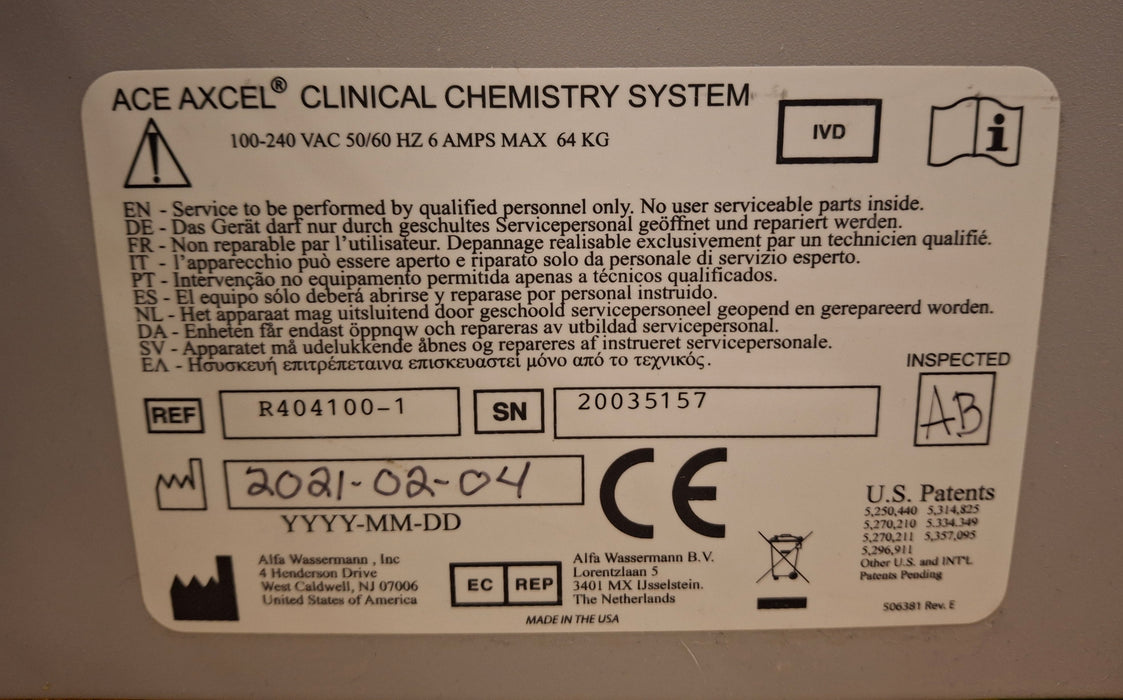 ACE AXCEL® CLINICAL CHEMISTRY SYSTEM
100-240 VAC 50/60 HZ 6 AMPS MAX 64 KG
IVD
i
EN - Service to be performed by qualified personnel only. No user serviceable parts inside.
DE - Das Gerät darf nur durch geschultes Servicepersonal geöffnet und repariert werden.
FR - Non reparable par l'utilisateur. Depannage realisable exclusivement par un technicien qualifié.
IT - l'apparecchio può essere aperto e riparato solo da personale di servizio esperto.
PT - Intervenção no equipamento permitida apenas a técnicos qualificados.
ES - El equipo sólo deberá abrirse y reparase por personal instruido.
NL - Het apparaat mag uitsluitend door geschoold servicepersoneel geopend en gerepareerd worden.
DA - Enheten får endast öppnqw och repareras av utbildad servicepersonal.
SV - Apparatet må udelukkende åbnes og repareres af instrueret servicepersonale.
ΕΛ - Ησυσκευή επιτρέπεταινα επισκευαστεί μόνο από το τεχνικός.
INSPECTED
AB
REF
R404100-1
SN
20035157
2021-02-04
YYYY-MM-DD
CE
U.S. Patents
5,250,440 5,314,825
5,270,210 5.334.349
5,270,211 5,357,095
5,296,911
Other U.S. and INT'L
Patents Pending
Alfa Wassermann , Inc
4 Henderson Drive
West Caldwell, NJ 07006
United States of America
EC REP
Alfa Wassermann B.V.
Lorentzlaan 5
3401 MX IJsselstein.
The Netherlands
MADE IN THE USA
506381 Rev. E